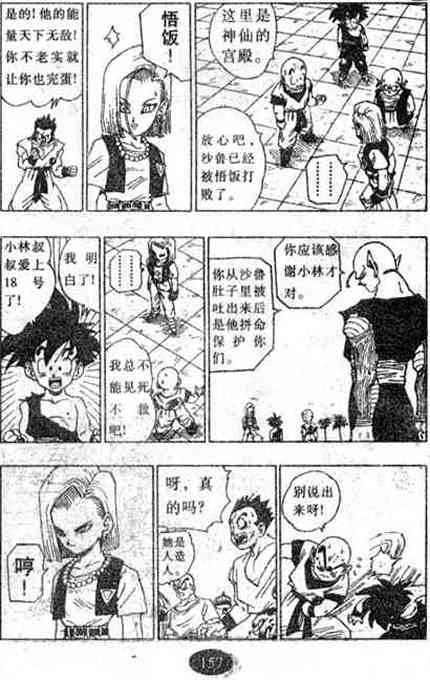 这里是
神仙的
宫殿。
放心吧，
沙鲁已经
被悟饭打
败了。
……
悟饭！
是的！他的能
量天下无敌！
你不老实就
让你也完蛋！
你应该感
谢小林才
对。
你从沙鲁
肚子里被
吐出来后
是他拼命
保护你
们。
……
我总不
能见死
不救
吧！
我明
白了！
小林叔
叔爱上
18号
了！
别说出
来呀！
呀，真
的吗？
她是
人造
人。
哼！
157